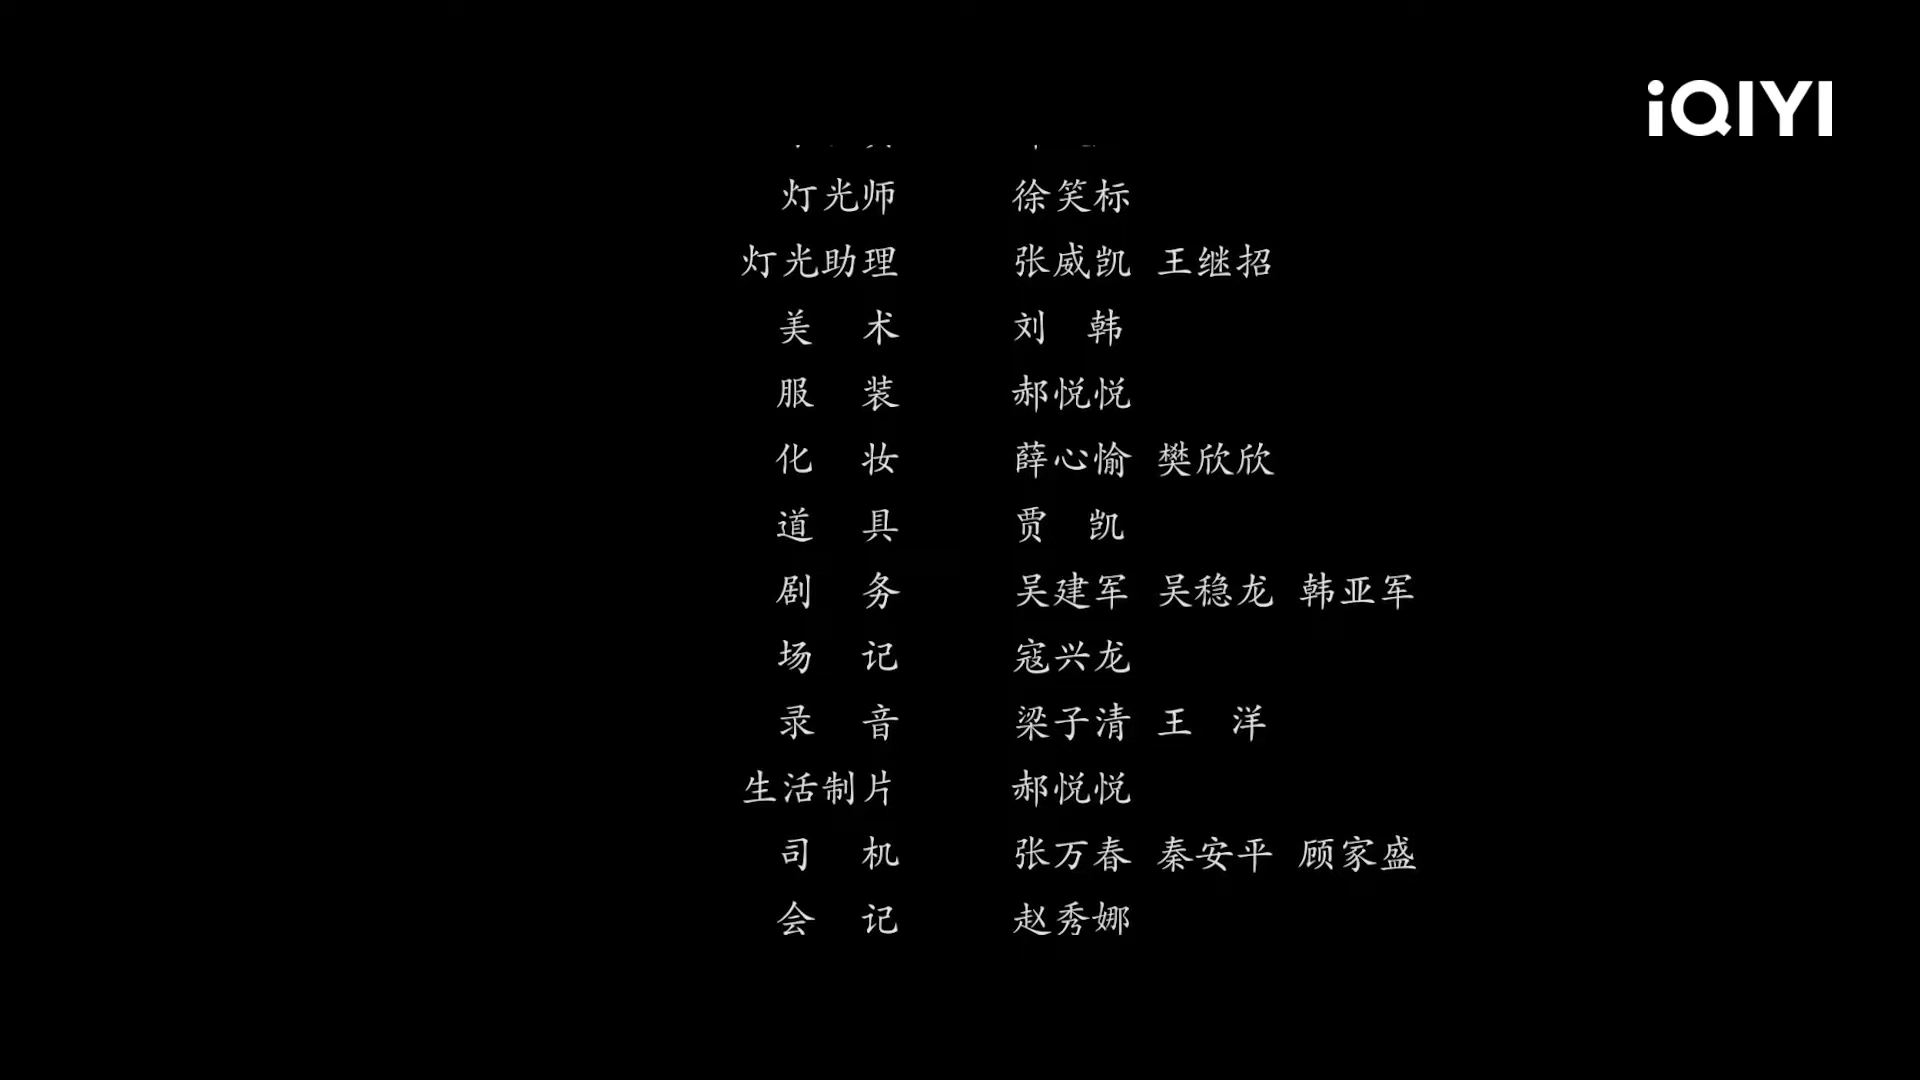 iQIYI
灯光师 徐笑标
灯光助理 张威凯 王继招
美 术 刘 韩
服 装 郝悦悦
化 妆 薛心愉 樊欣欣
道 具 贾 凯
剧 务 吴建军 吴稳龙 韩亚军
场 记 寇兴龙
录 音 梁子清 王 洋
生活制片 郝悦悦
司 机 张万春 秦安平 顾家盛
会 记 赵秀娜